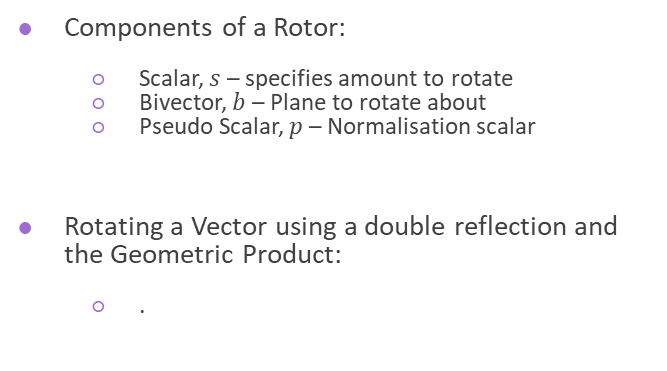 Components of a Rotor:
Scalar, s – specifies amount to rotate
Bivector, b – Plane to rotate about
Pseudo Scalar, p – Normalisation scalar
Rotating a Vector using a double reflection and
the Geometric Product:
.